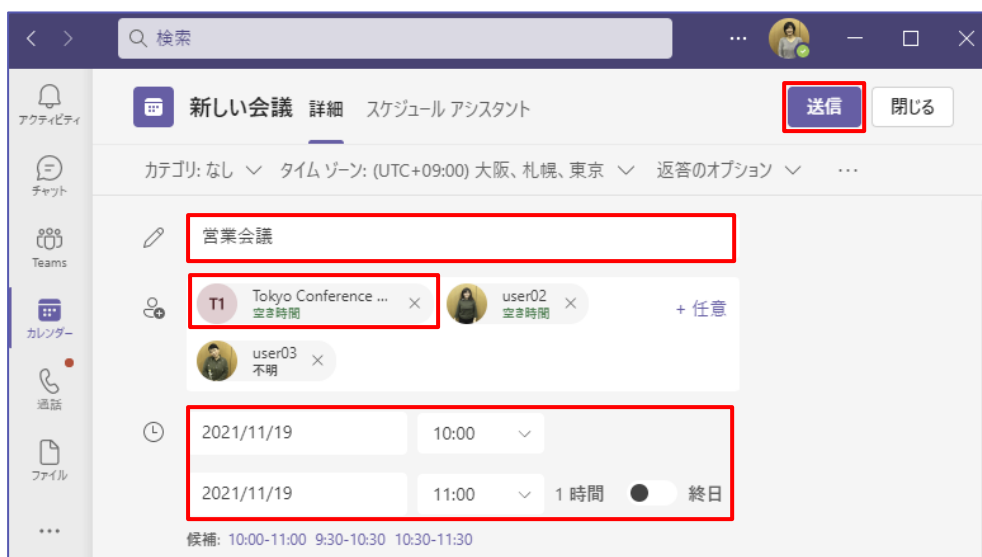 検索
アクティビティ
チャット
Teams
カレンダー
通話
ファイル
新しい会議 詳細 スケジュール アシスタント 送信 閉じる
カテゴリ: なし タイム ゾーン: (UTC+09:00) 大阪、札幌、東京 返答のオプション ...
営業会議
T1 Tokyo Conference ... user02
空き時間 空き時間 + 任意
user03
不明
2021/11/19 10:00
2021/11/19 11:00 1 時間 終日
候補: 10:00-11:00 9:30-10:30 10:30-11:30